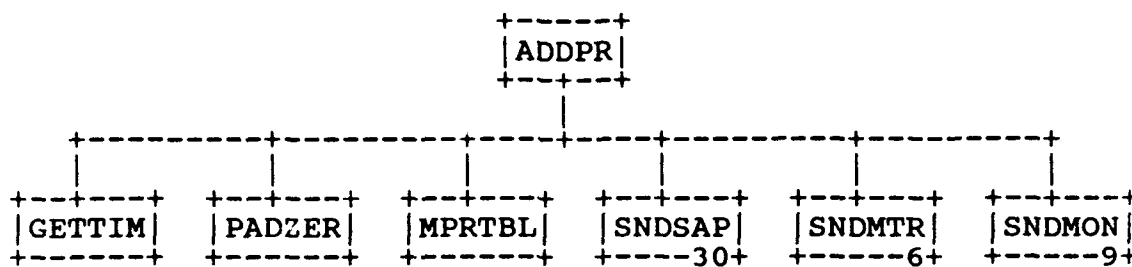 ADDPR
GETTIM PADZER MPRTBL SNDSAP SNDMTR SNDMON
30 6 9